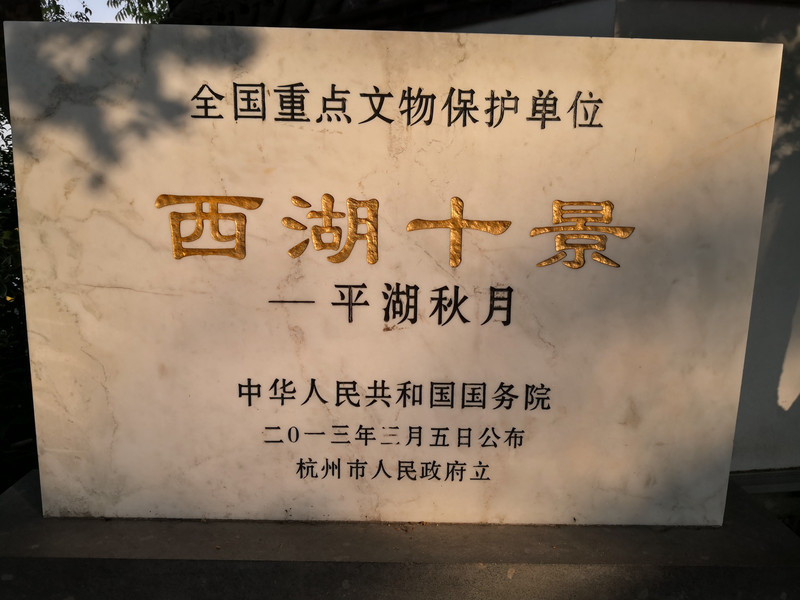 全国重点文物保护单位
西湖十景
—平湖秋月
中华人民共和国国务院
二〇一三年三月五日公布
杭州市人民政府立